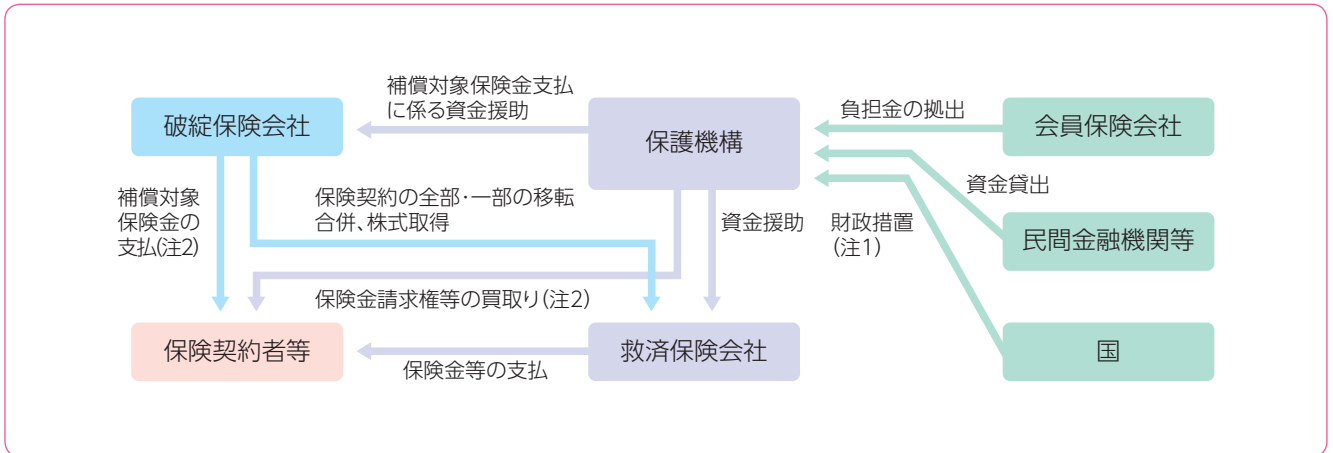 補償対象保険金支払
に係る資金援助
破綻保険会社
保護機構
負担金の拠出
会員保険会社
資金貸出
補償対象
保険金の
支払(注2)
保険契約の全部･一部の移転
合併、株式取得
資金援助
財政措置
(注1)
民間金融機関等
保険金請求権等の買取り(注2)
保険契約者等
保険金等の支払
救済保険会社
国